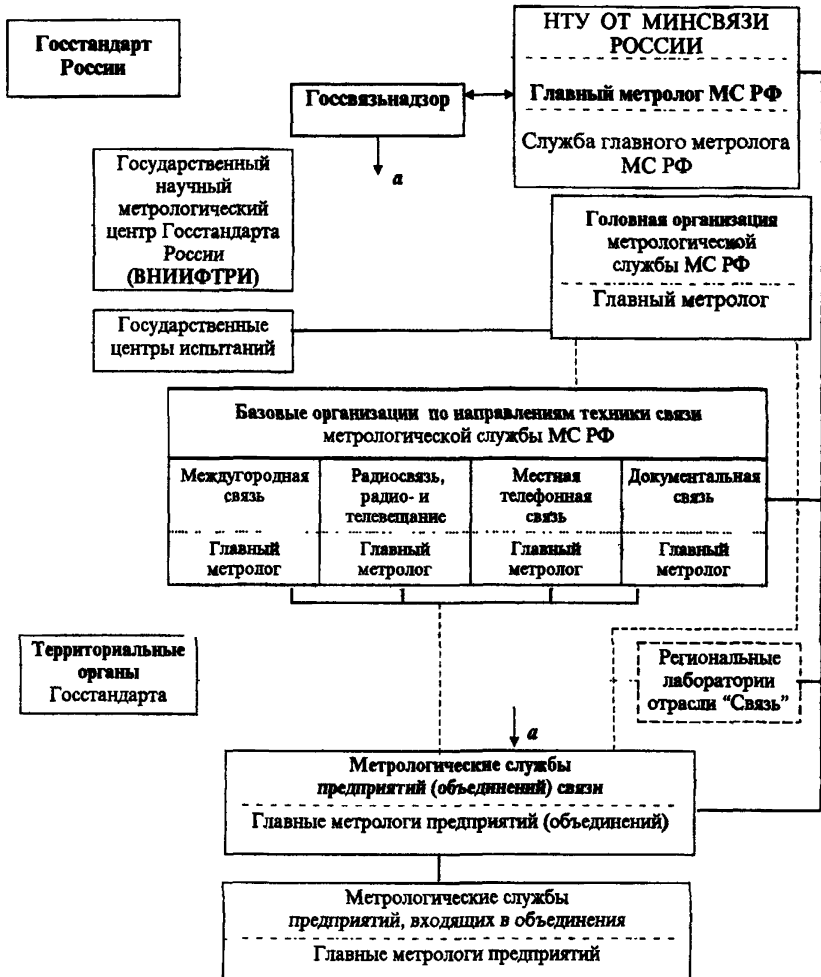 Госстандарт
России
НТУ ОТ МИНСВЯЗИ
РОССИИ
Главный метролог МС РФ
Служба главного метролога
МС РФ
Госсвязьнадзор
а
Государственный
научный
метрологический
центр Госстандарта
России
(ВНИИФТРИ)
Головная организация
метрологической
службы МС РФ
Главный метролог
Государственные
центры испытаний
Базовые организации по направлениям техники связи
метрологической службы МС РФ
Междугородная
связь
Главный
метролог
Радиосвязь,
радио- и
телевещание
Главный
метролог
Местная
телефонная
связь
Главный
метролог
Документальная
связь
Главный
метролог
Территориальные
органы
Госстандарта
Региональные
лаборатории
отрасли “Связь”
а
Метрологические службы
предприятий (объединений) связи
Главные метрологи предприятий (объединений)
Метрологические службы
предприятий, входящих в объединения
Главные метрологи предприятий